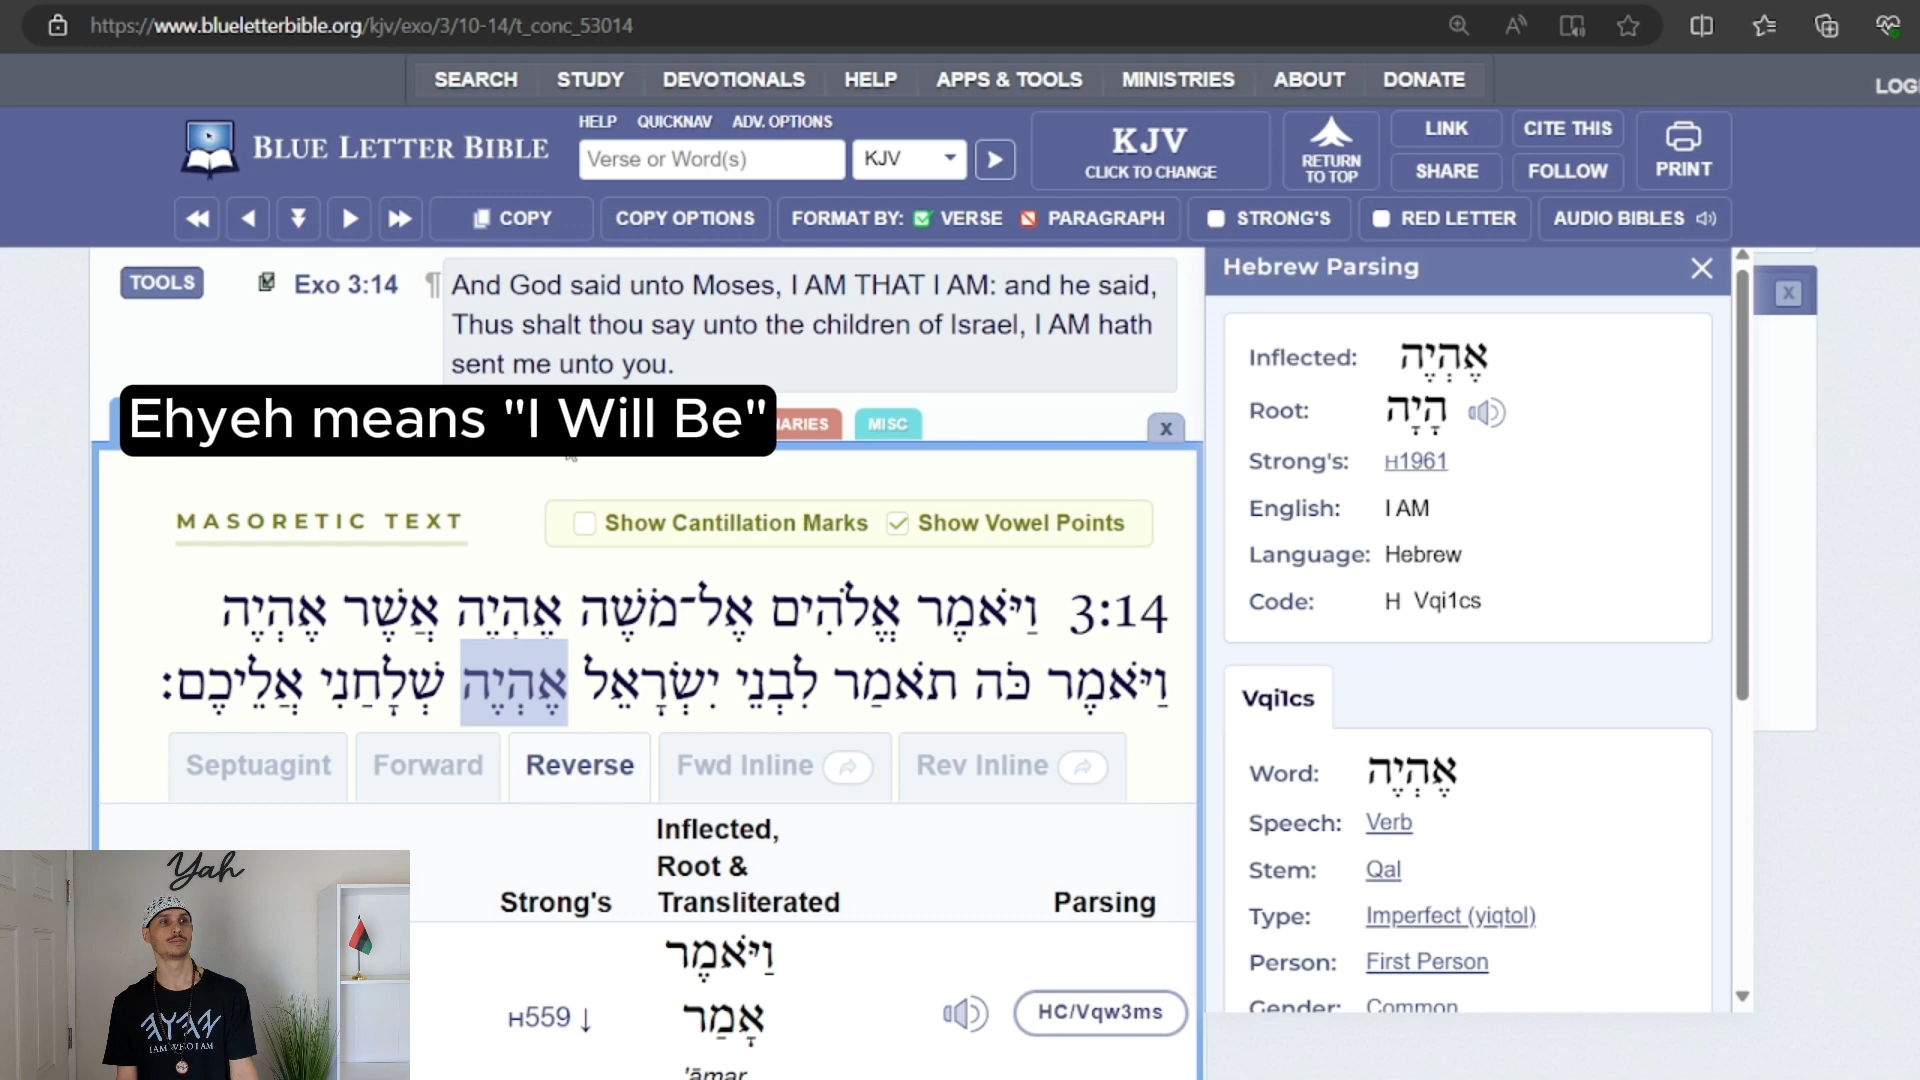 https://www.blueletterbible.org/kjv/exo/3/10-14/t_conc_53014
SEARCH STUDY DEVOTIONALS HELP APPS & TOOLS MINISTRIES ABOUT DONATE
BLUE LETTER BIBLE
HELP QUICKNAV ADV. OPTIONS
Verse or Word(s)
KJV
KJV
CLICK TO CHANGE
RETURN
TO TOP
LINK
CITE THIS
SHARE
FOLLOW
PRINT
COPY COPY OPTIONS FORMAT BY: VERSE PARAGRAPH STRONG'S RED LETTER AUDIO BIBLES
TOOLS
Exo 3:14
¶
And God said unto Moses, I AM THAT I AM: and he said,
Thus shalt thou say unto the children of Israel, I AM hath
sent me unto you.
Ehyeh means "I Will Be"
MISC
X
MASORETIC TEXT
Show Cantillation Marks Show Vowel Points
3:14 וַיֹּאמֶר אֱלֹהִים אֶל־מֹשֶׁה אֶהְיֶה אֲשֶׁר אֶהְיֶה
וַיֹּאמֶר כֹּה תֹאמַר לִבְנֵי יִשְׂרָאֵל אֶהְיֶה שְׁלָחַנִי אֲלֵיכֶם׃
Septuagint Forward Reverse Fwd Inline Rev Inline
Strong's
Inflected,
Root &
Transliterated
Parsing
וַיֹּאמֶר
H559 ↓
אָמַר
HC/Vqw3ms
'āmar
Hebrew Parsing
X
Inflected: אֶהְיֶה
Root: הָיָה
Strong's: H1961
English: I AM
Language: Hebrew
Code: H Vqi1cs
Vqi1cs
Word: אֶהְיֶה
Speech: Verb
Stem: Qal
Type: Imperfect (yiqtol)
Person: First Person
Gender: Common
Yah
I AM WHO I AM